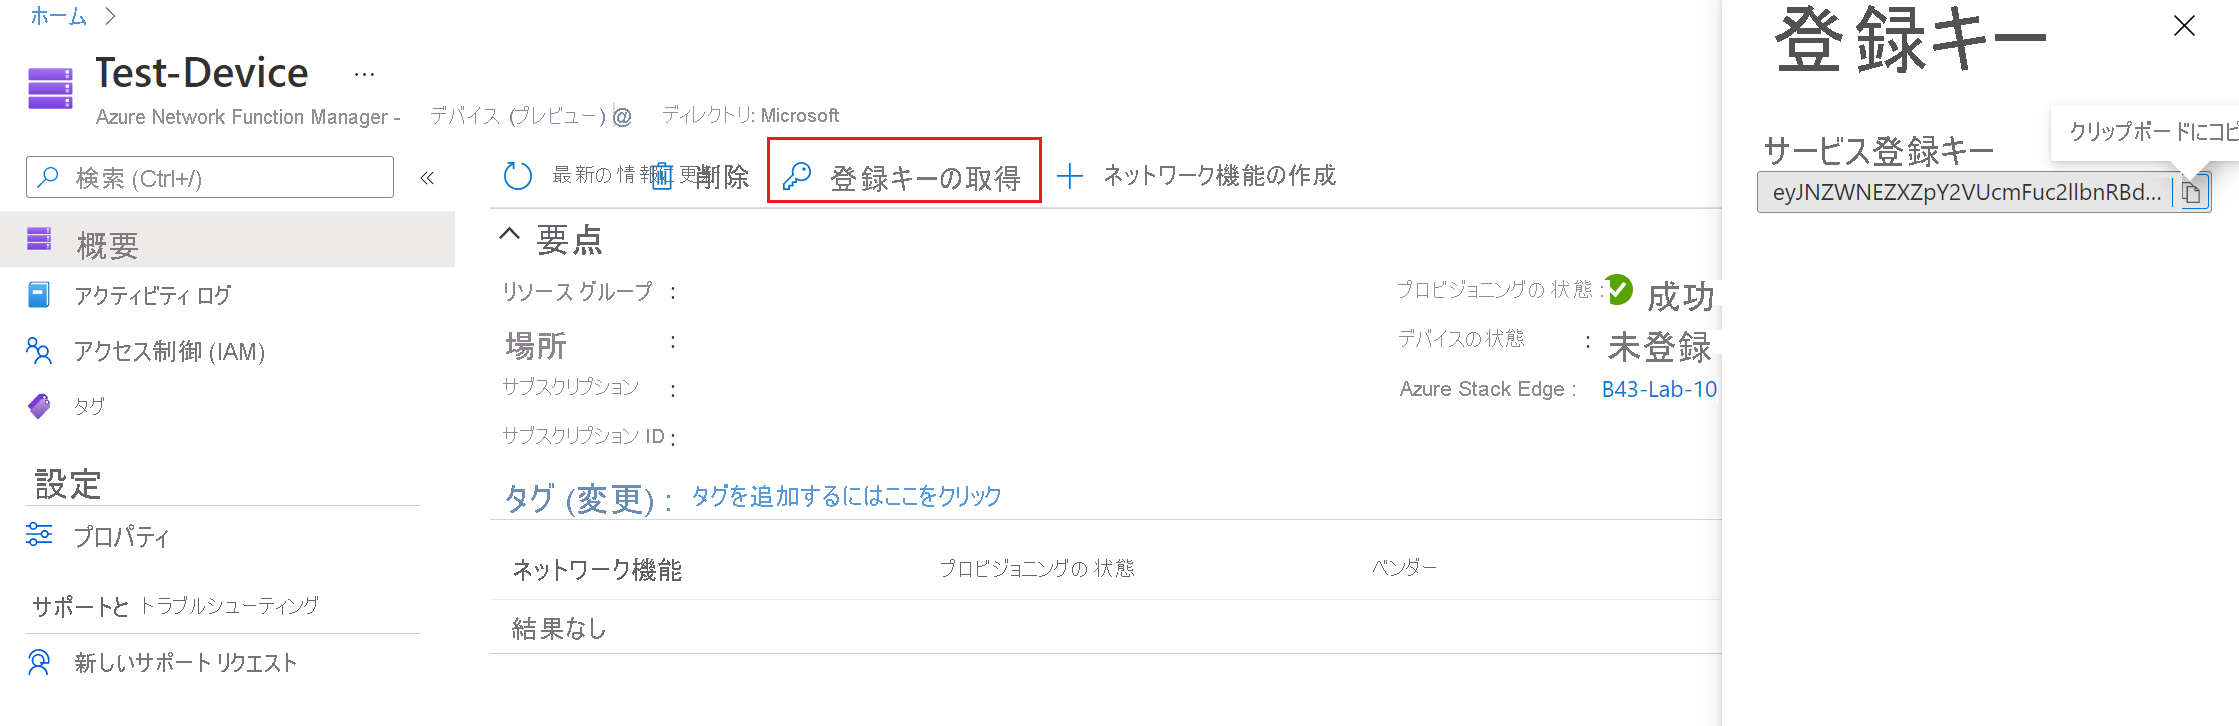 ホーム
Test-Device ...
Azure Network Function Manager - デバイス (プレビュー) @ ディレクトリ: Microsoft
検索 (Ctrl+/) «
最新の情報に更新 削除 登録キーの取得 ネットワーク機能の作成
概要
アクティビティ ログ
アクセス制御 (IAM)
タグ
設定
プロパティ
サポートと トラブルシューティング
新しいサポート リクエスト
要点
リソース グループ :
場所 :
サブスクリプション :
サブスクリプション ID :
プロビジョニングの 状態 : 成功
デバイスの状態 : 未登録
Azure Stack Edge : B43-Lab-10
タグ (変更) : タグを追加するにはここをクリック
ネットワーク機能 プロビジョニングの 状態 ベンダー
結果なし
登録キー
クリップボードにコピ
サービス登録キー
eyJNZWNEZXZpY2VUcmFuc2llbnRBd...